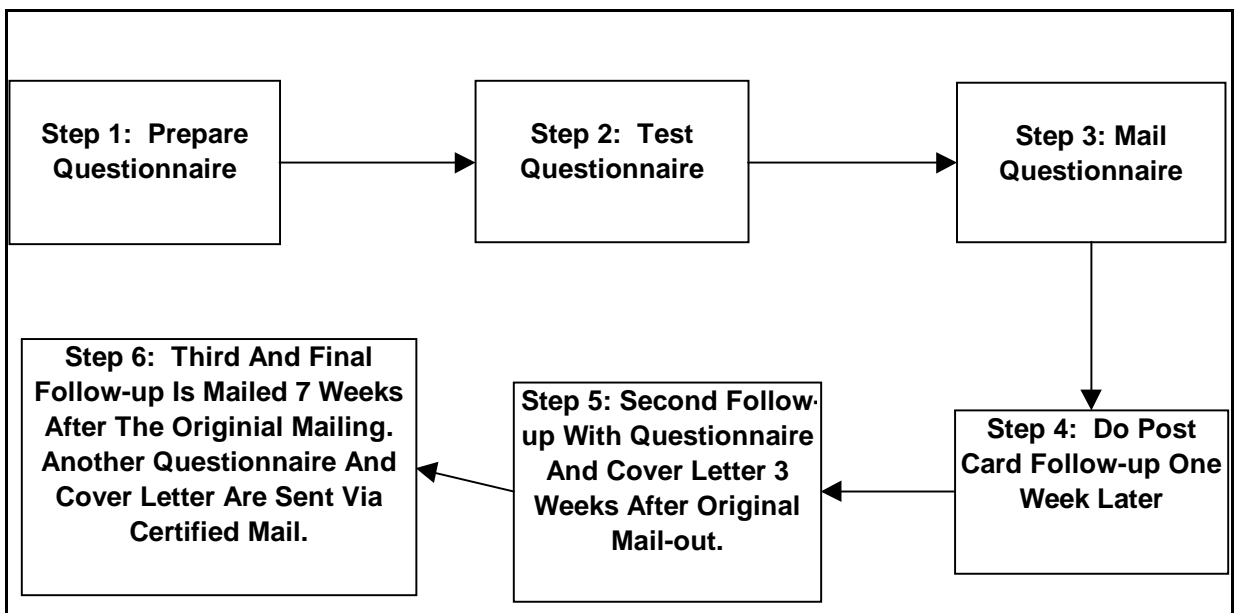 Step 1: Prepare
Questionnaire
Step 2: Test
Questionnaire
Step 3: Mail
Questionnaire
Step 4: Do Post
Card Follow-up One
Week Later
Step 5: Second Follow-
up With Questionnaire
And Cover Letter 3
Weeks After Original
Mail-out.
Step 6: Third And Final
Follow-up Is Mailed 7 Weeks
After The Originial Mailing.
Another Questionnaire And
Cover Letter Are Sent Via
Certified Mail.